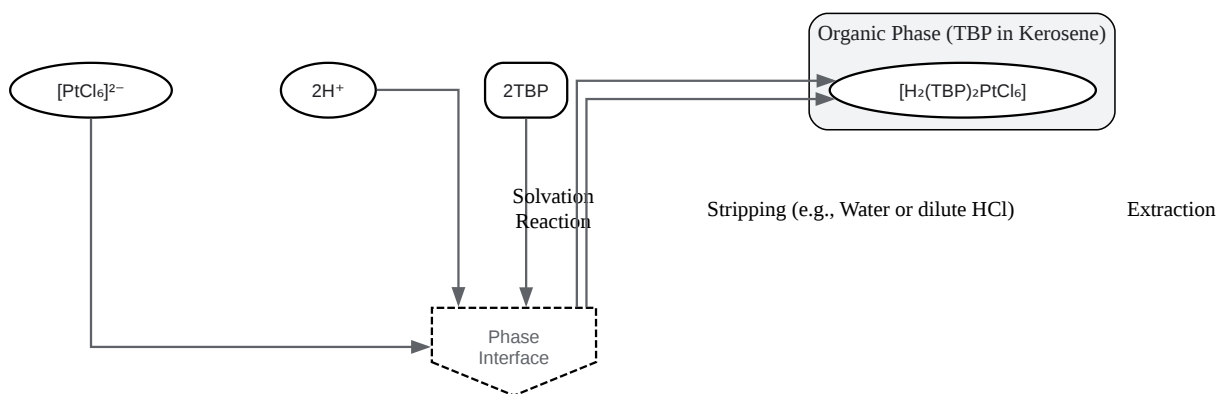 Organic Phase (TBP in Kerosene)
[PtCl₆]²⁻
2H⁺
2TBP
[H₂(TBP)₂PtCl₆]
Solvation
Reaction
Stripping (e.g., Water or dilute HCl)
Extraction
Phase
Interface